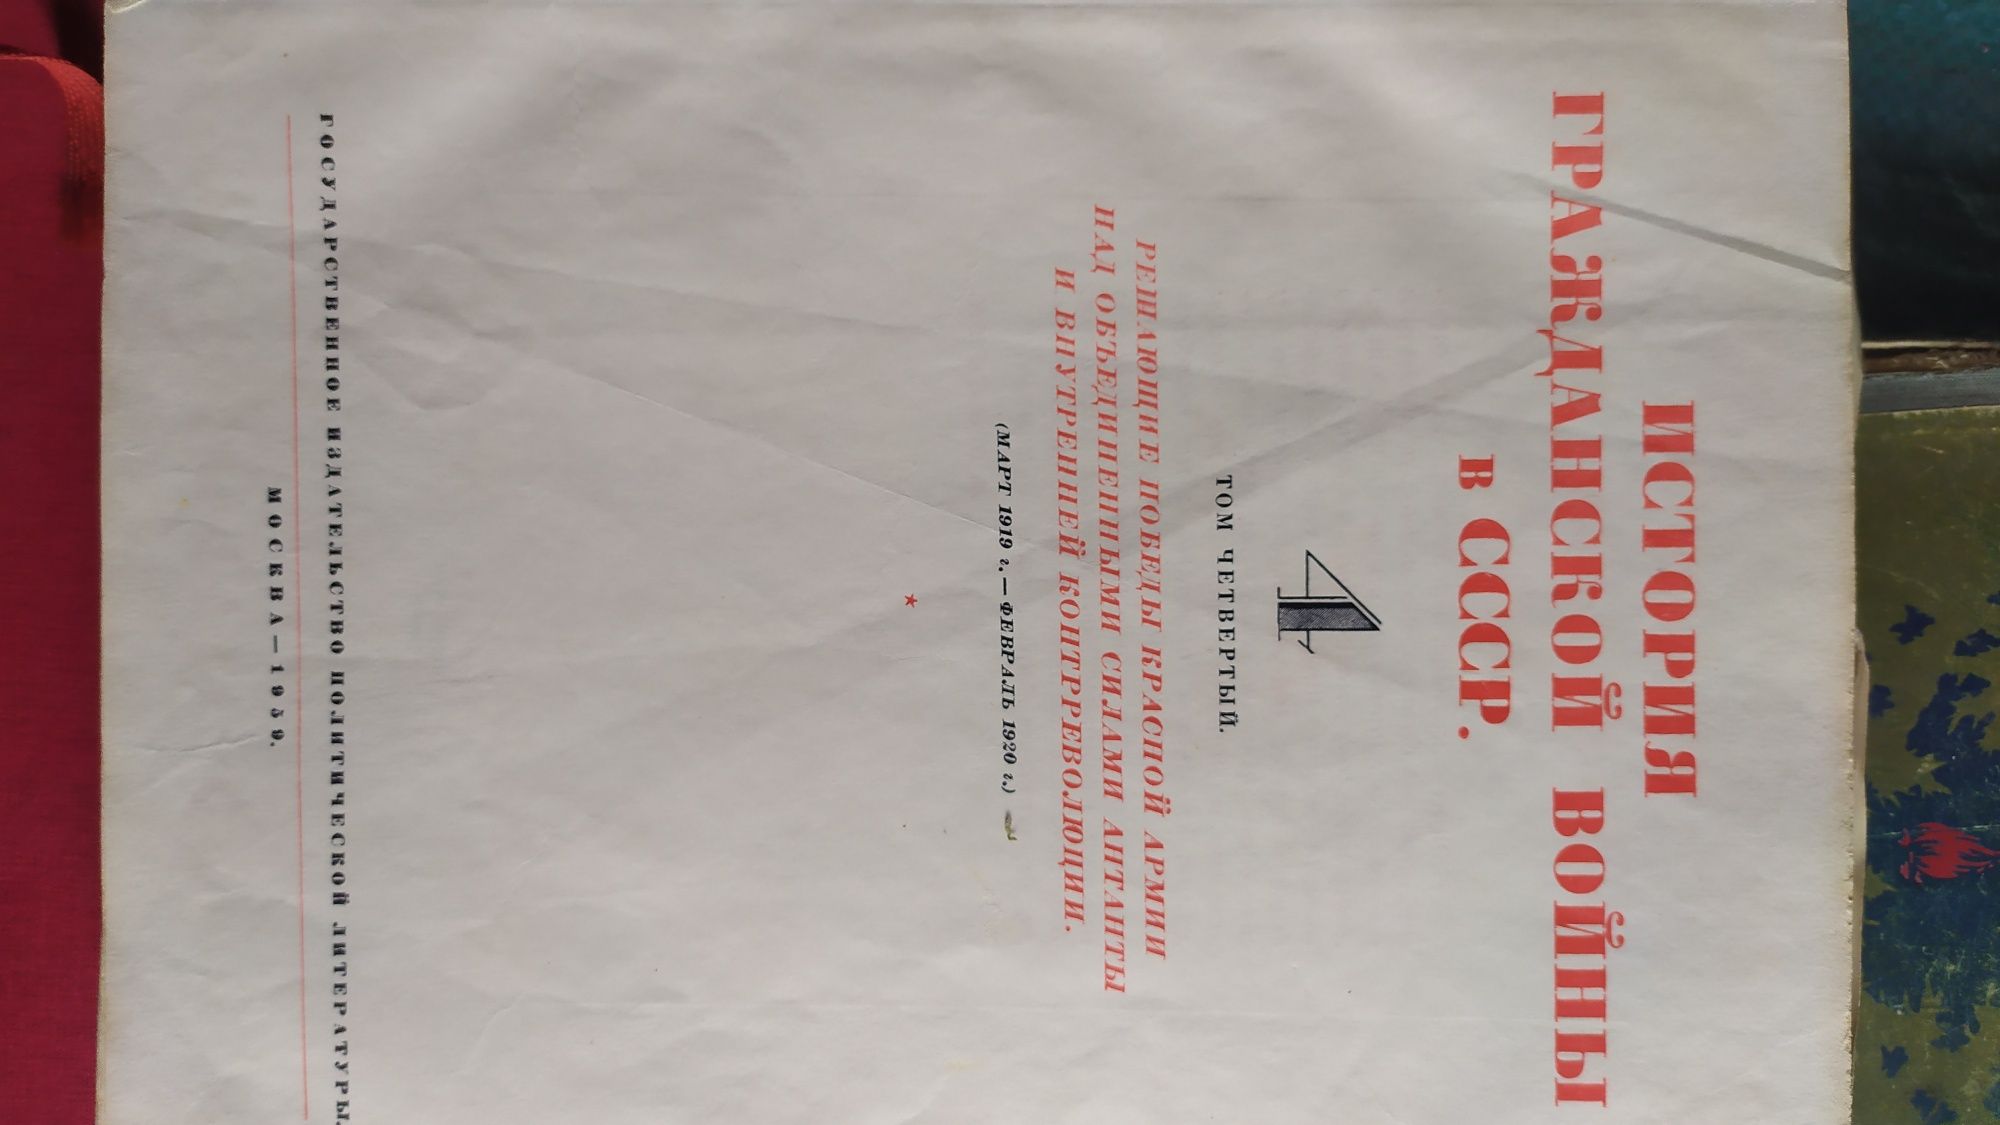 ИСТОРИЯ
ГРАЖДАНСКОЙ ВОЙНЫ
в СССР.
4
ТОМ ЧЕТВЕРТЫЙ.
РЕШАЮЩИЕ ПОБЕДЫ КРАСНОЙ АРМИИ
НАД ОБЪЕДИНЕННЫМИ СИЛАМИ АНТАНТЫ
И ВНУТРЕННЕЙ КОНТРРЕВОЛЮЦИИ.
(МАРТ 1919 г. — ФЕВРАЛЬ 1920 г.)
ГОСУДАРСТВЕННОЕ ИЗДАТЕЛЬСТВО ПОЛИТИЧЕСКОЙ ЛИТЕРАТУРЫ.
МОСКВА — 1959.